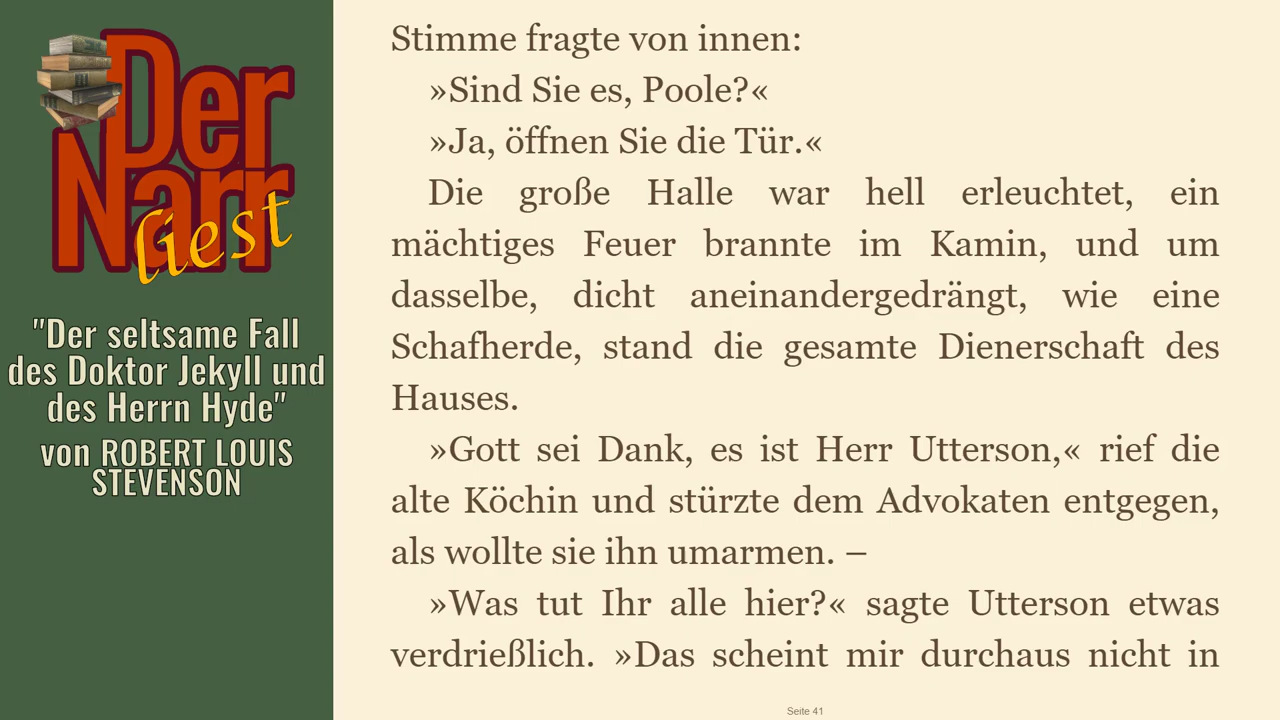 Der
Narr
liest
"Der seltsame Fall
des Doktor Jekyll und
des Herrn Hyde"
von ROBERT LOUIS
STEVENSON
Stimme fragte von innen:
»Sind Sie es, Poole?«
»Ja, öffnen Sie die Tür.«
Die große Halle war hell erleuchtet, ein
mächtiges Feuer brannte im Kamin, und um
dasselbe, dicht aneinandergedrängt, wie eine
Schafherde, stand die gesamte Dienerschaft des
Hauses.
»Gott sei Dank, es ist Herr Utterson,« rief die
alte Köchin und stürzte dem Advokaten entgegen,
als wollte sie ihn umarmen. –
»Was tut Ihr alle hier?« sagte Utterson etwas
verdrießlich. »Das scheint mir durchaus nicht in
Seite 41